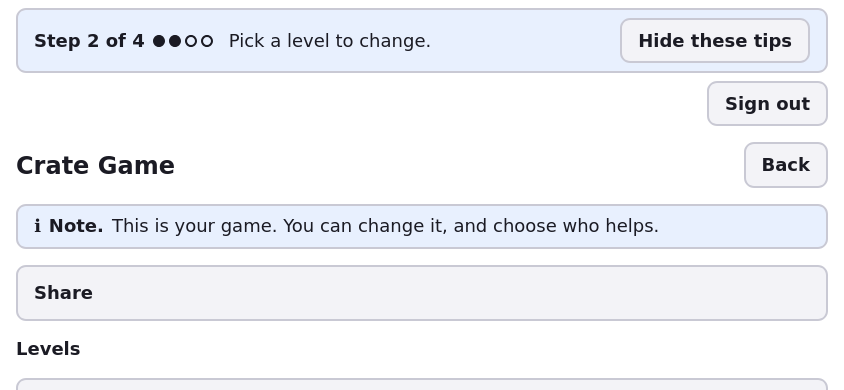 Step 2 of 4 Pick a level to change. Hide these tips
Sign out
Crate Game Back
i Note. This is your game. You can change it, and choose who helps.
Share
Levels